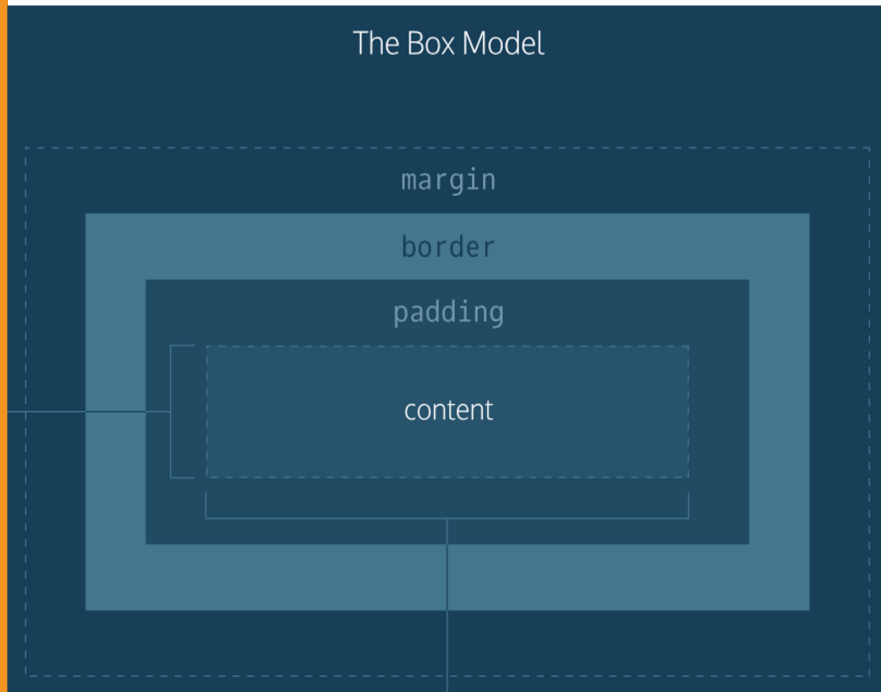 The Box Model
margin
border
padding
content